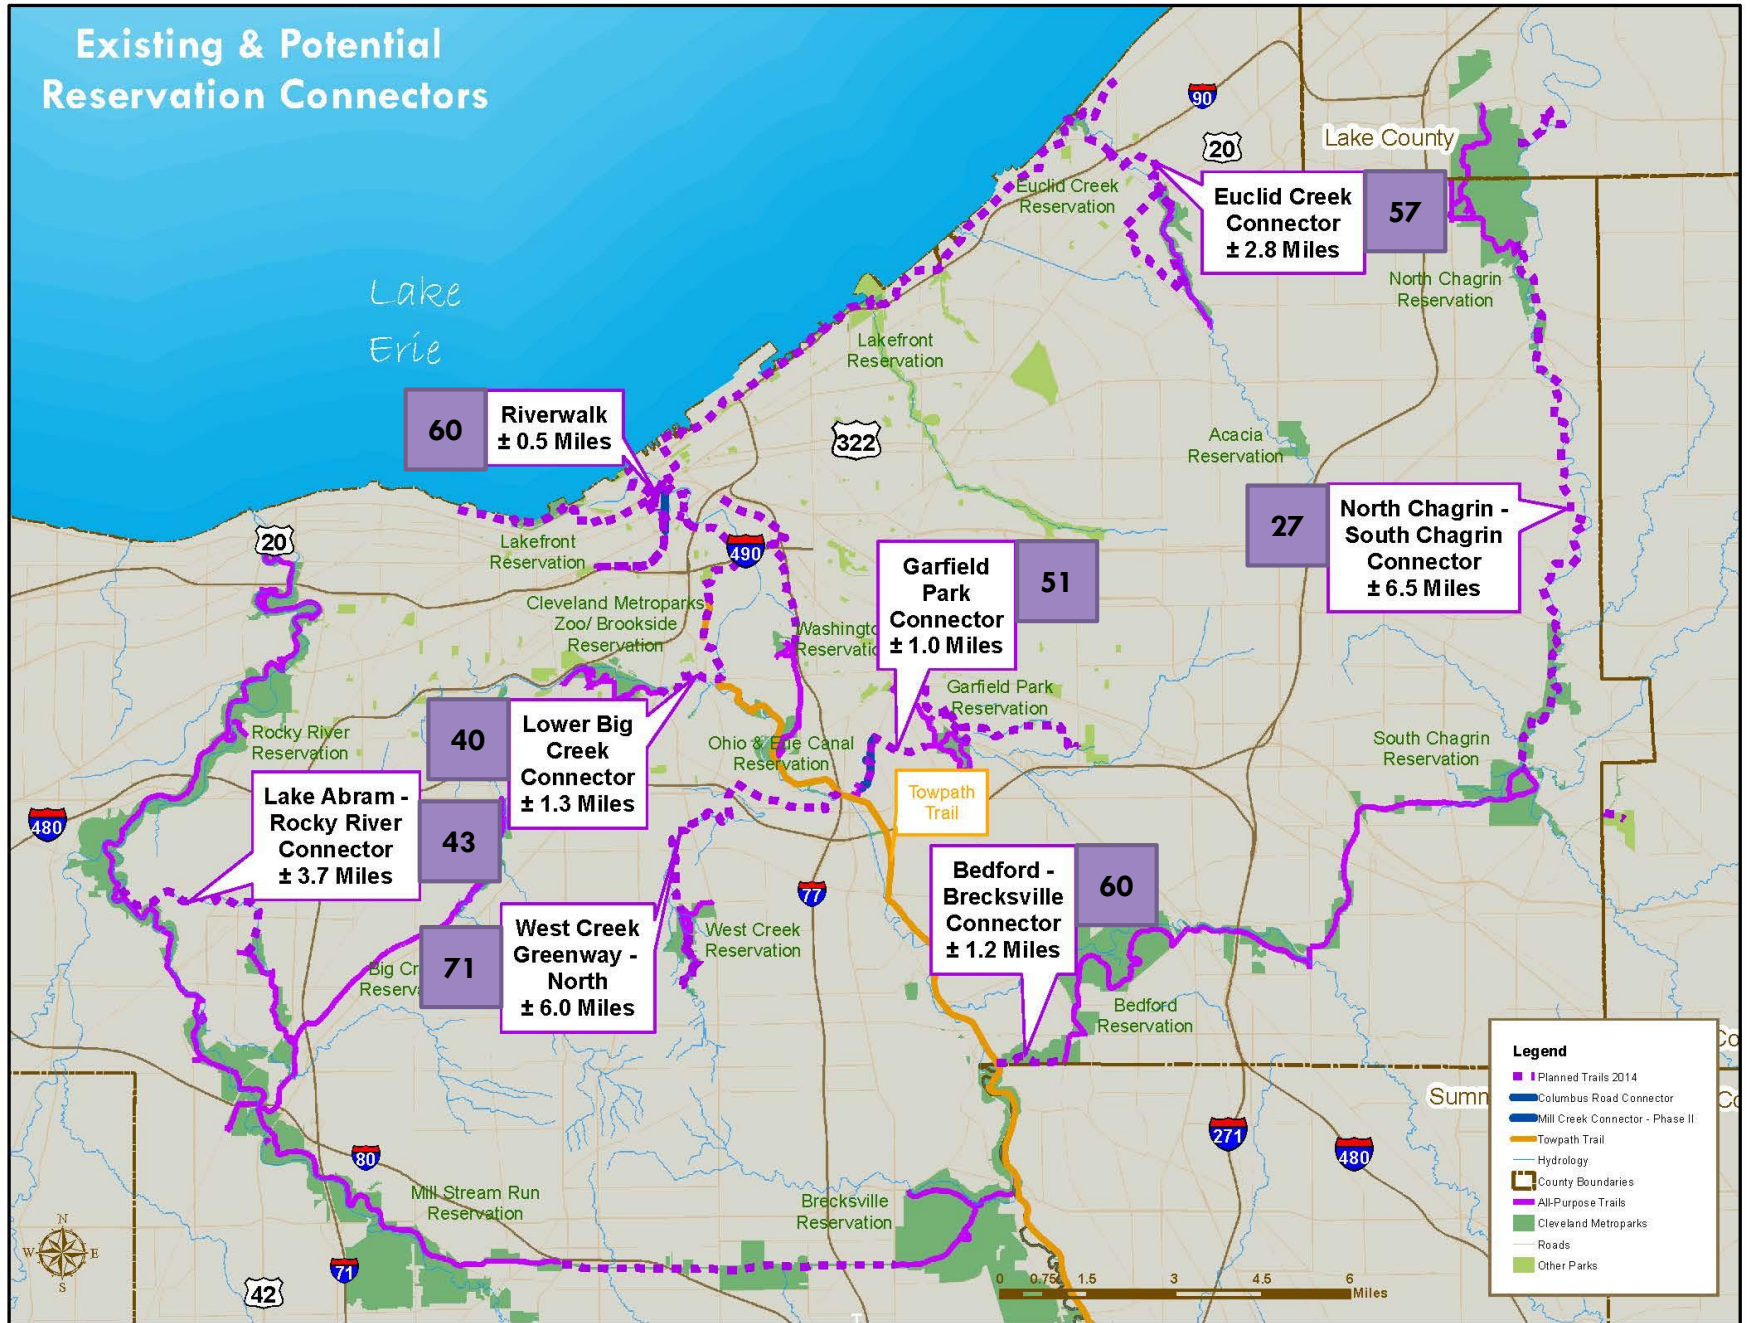 Existing & Potential
Reservation Connectors
90
20
Lake County
Euclid Creek
Reservation
Euclid Creek
Connector
± 2.8 Miles
57
North Chagrin
Reservation
Lake
Erie
Lakefront
Reservation
60
Riverwalk
± 0.5 Miles
322
Acacia
Reservation
27
North Chagrin -
South Chagrin
Connector
± 6.5 Miles
20
Lakefront
Reservation
490
Garfield
Park
Connector
± 1.0 Miles
51
Cleveland Metroparks
Zoo/ Brookside
Reservation
Garfield Park
Reservation
Rocky River
Reservation
40
Lower Big
Creek
Connector
± 1.3 Miles
Ohio & Erie Canal
Reservation
South Chagrin
Reservation
480
Lake Abram -
Rocky River
Connector
± 3.7 Miles
43
Towpath
Trail
77
Bedford -
Brecksville
Connector
± 1.2 Miles
60
71
West Creek
Greenway -
North
± 6.0 Miles
West Creek
Reservation
Bedford
Reservation
Big
271
480
80
Mill Stream Run
Reservation
Brecksville
Reservation
71
42
N
W E
S
0 0.75 1.5 3 4.5 6
Miles
Legend
Planned Trails 2014
Columbus Road Connector
Mill Creek Connector - Phase II
Towpath Trail
Hydrology
County Boundaries
All-Purpose Trails
Cleveland Metroparks
Roads
Other Parks